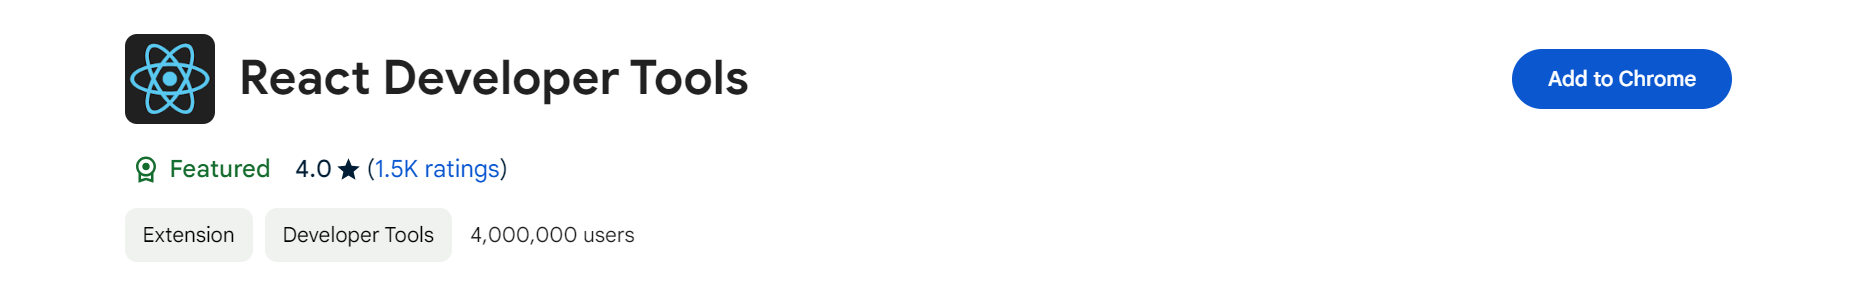 React Developer Tools
Add to Chrome
Featured 4.0 ★ (1.5K ratings)
Extension Developer Tools 4,000,000 users